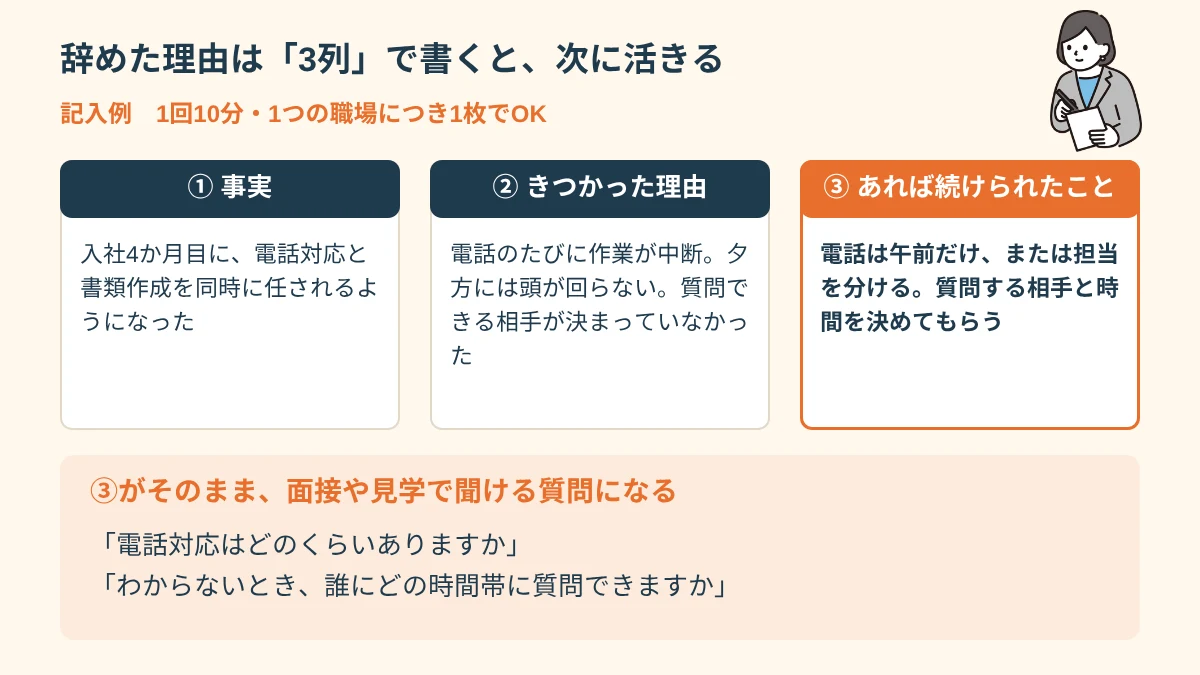 辞めた理由は「3列」で書くと、次に活きる
記入例　1回10分・1つの職場につき1枚でOK
① 事実
入社4か月目に、電話対応と
書類作成を同時に任されるよ
うになった
② きつかった理由
電話のたびに作業が中断。夕
方には頭が回らない。質問で
きる相手が決まっていなかっ
た
③ あれば続けられたこと
電話は午前だけ、または担当
を分ける。質問する相手と時
間を決めてもらう
③がそのまま、面接や見学で聞ける質問になる
「電話対応はどのくらいありますか」
「わからないとき、誰にどの時間帯に質問できますか」